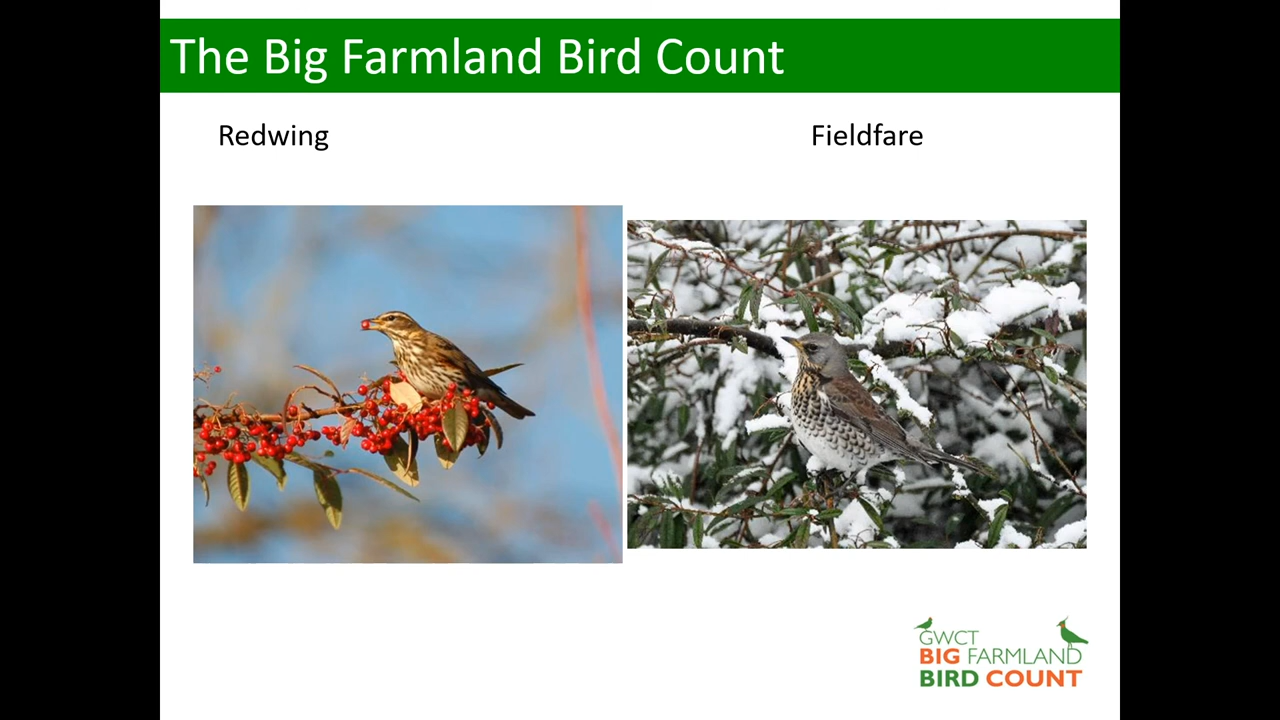 The Big Farmland Bird Count
Redwing
Fieldfare
GWCT
BIG FARMLAND
BIRD COUNT